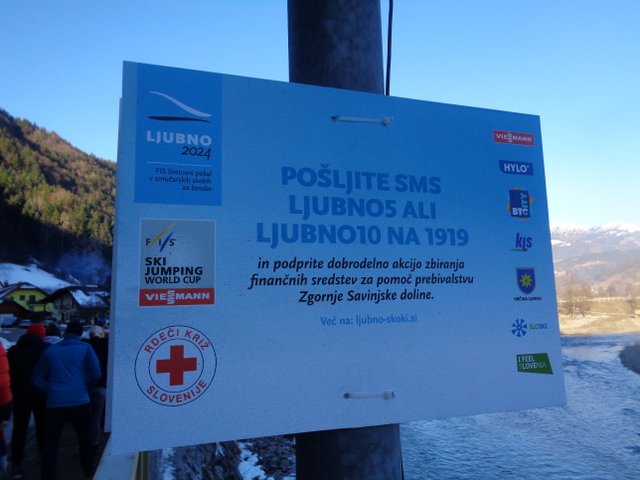 LJUBNO
2024
FIS Svetovni pokal
v smučarskih skokih
za ženske
POŠLJITE SMS
LJUBNO5 ALI
LJUBNO10 NA 1919
in podprite dobrodelno akcijo zbiranja
finančnih sredstev za pomoč prebivalstvu
Zgornje Savinjske doline.
Več na: ljubno-skoki.si
F I S
SKI
JUMPING
WORLD CUP
VIESMANN
RDEČI KRIŽ
SLOVENIJE
VIESMANN
HYLO
BTC
CITY
kls
OBČINA LJUBNO
SLOSKI
I FEEL
SLOVENIA